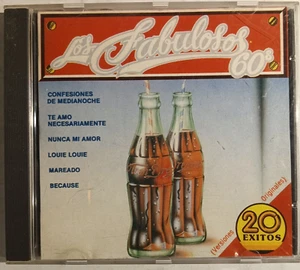 Los Fabulosos
60s
CONFESIONES
DE MEDIANOCHE
TE AMO
NECESARIAMENTE
NUNCA MI AMOR
LOUIE LOUIE
MAREADO
BECAUSE
(Versiones Originales)
20
EXITOS